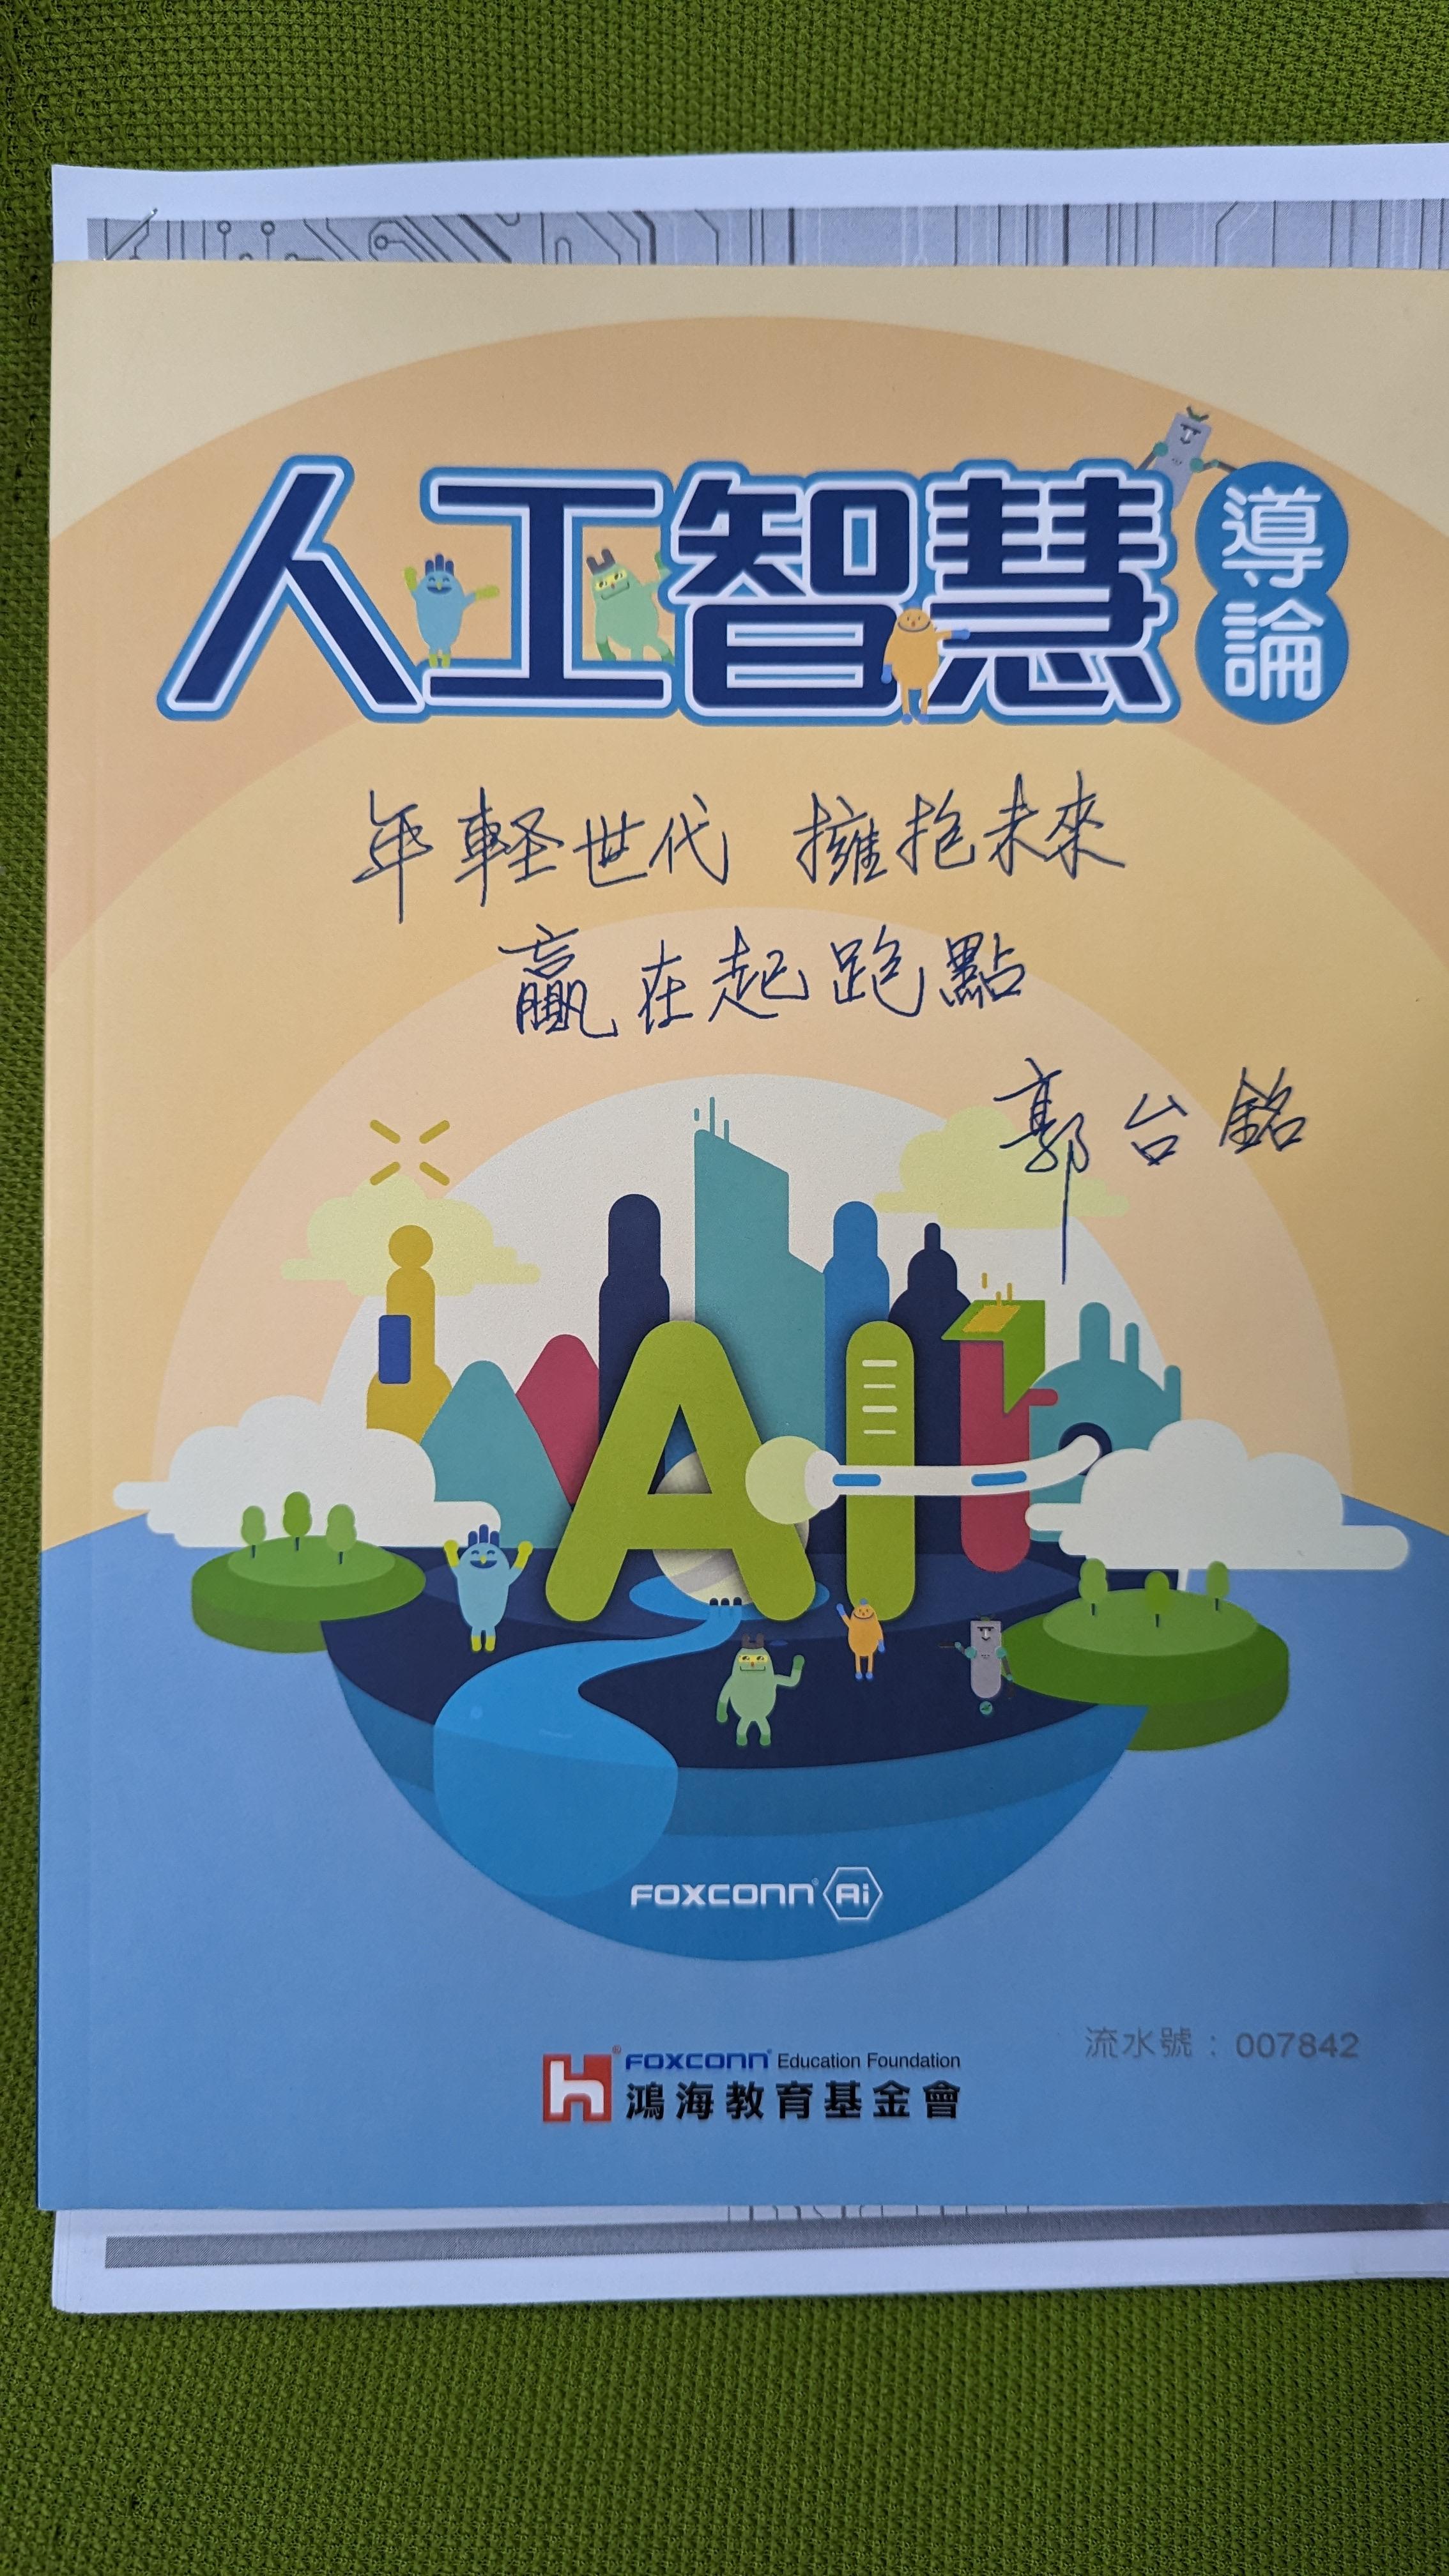 人工智慧 導論
年輕世代 擁抱未來
贏在起跑點
郭台銘
AI
FOXCONN® Ai
流水號：007842
FOXCONN® Education Foundation
鴻海教育基金會